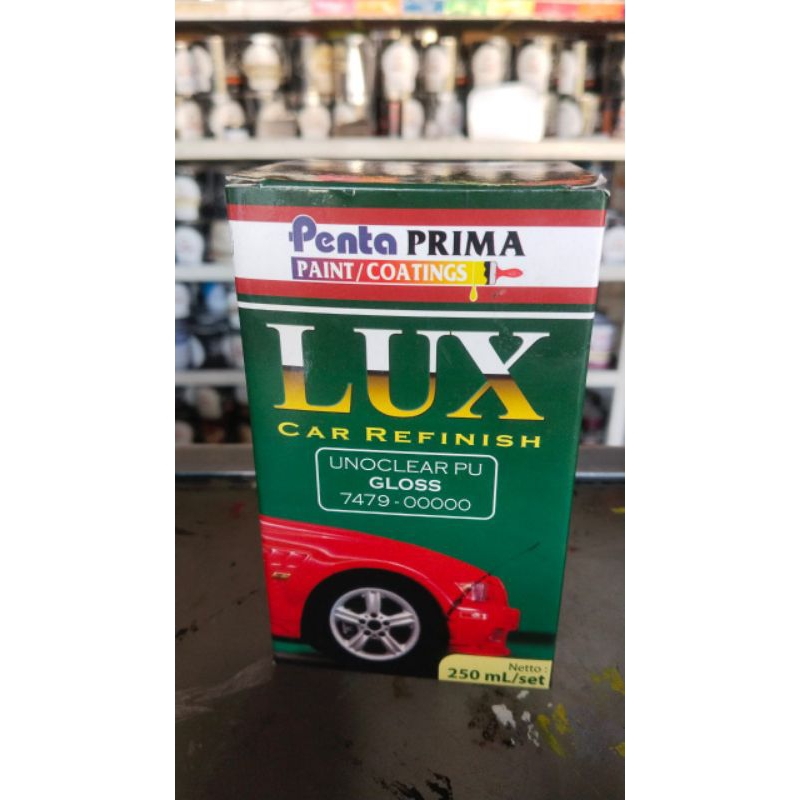 Penta PRIMA
PAINT/COATINGS
LUX
CAR REFINISH
UNOCLEAR PU
GLOSS
7479 - 00000
Netto :
250 mL/set